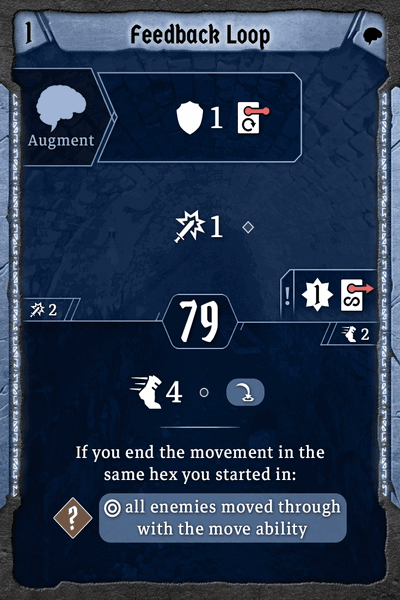 1 Feedback Loop
Augment
1
1
! 1
2
79
2
4
If you end the movement in the
same hex you started in:
? all enemies moved through
with the move ability